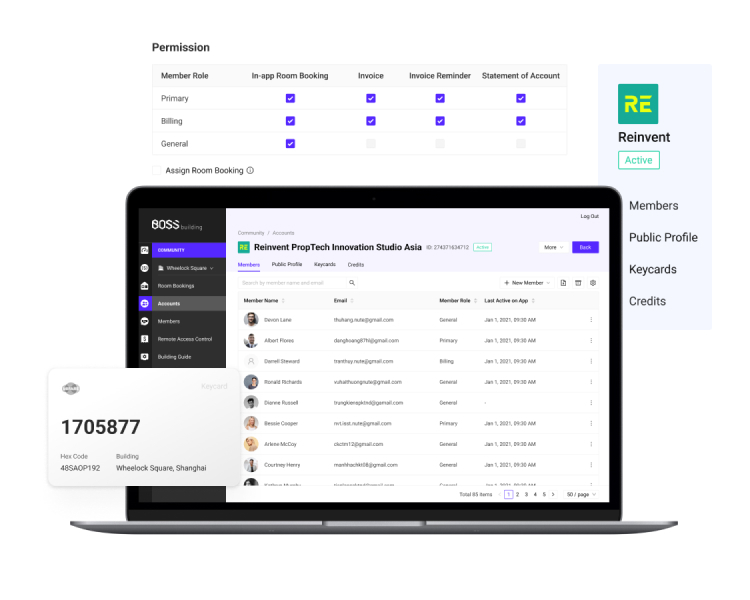 Permission
Member Role In-app Room Booking Invoice Invoice Reminder Statement of Account
Primary
Billing
General
Assign Room Booking
RE
Reinvent
Active
Members
Public Profile
Keycards
Credits
Log Out
BOSS building
COMMUNITY
Wheelock Square
Room Bookings
Accounts
Members
Remote Access Control
Building Guide
Community / Accounts
RE Reinvent PropTech Innovation Studio Asia ID: 274371634712 Active More Back
Members Public Profile Keycards Credits
Search by member name and email + New Member
Member Name Email Member Role Last Active on App
Devon Lane thuhang.nute@gmail.com General Jan 1, 2021, 09:30 AM
Albert Flores danghoang87hl@gmail.com Primary Jan 1, 2021, 09:30 AM
Darrell Steward trenthuy.nute@gmail.com Billing Jan 1, 2021, 09:30 AM
Ronald Richards vuhaithuongnute@gmail.com General Jan 1, 2021, 09:30 AM
Dianne Russell trungkienspktnd@gamail.com General -
Bessie Cooper nvt.isst.nute@gmail.com Primary Jan 1, 2021, 09:30 AM
Arlene McCoy ckctm12@gmail.com General Jan 1, 2021, 09:30 AM
Courtney Henry manhhachkt08@gmail.com General Jan 1, 2021, 09:30 AM
Kathryn Murphy General Jan 1, 2021, 09:30 AM
Total 85 items 1 2 3 4 5 50 / page
Keycard
1705877
Hex Code Building
48SAOP192 Wheelock Square, Shanghai